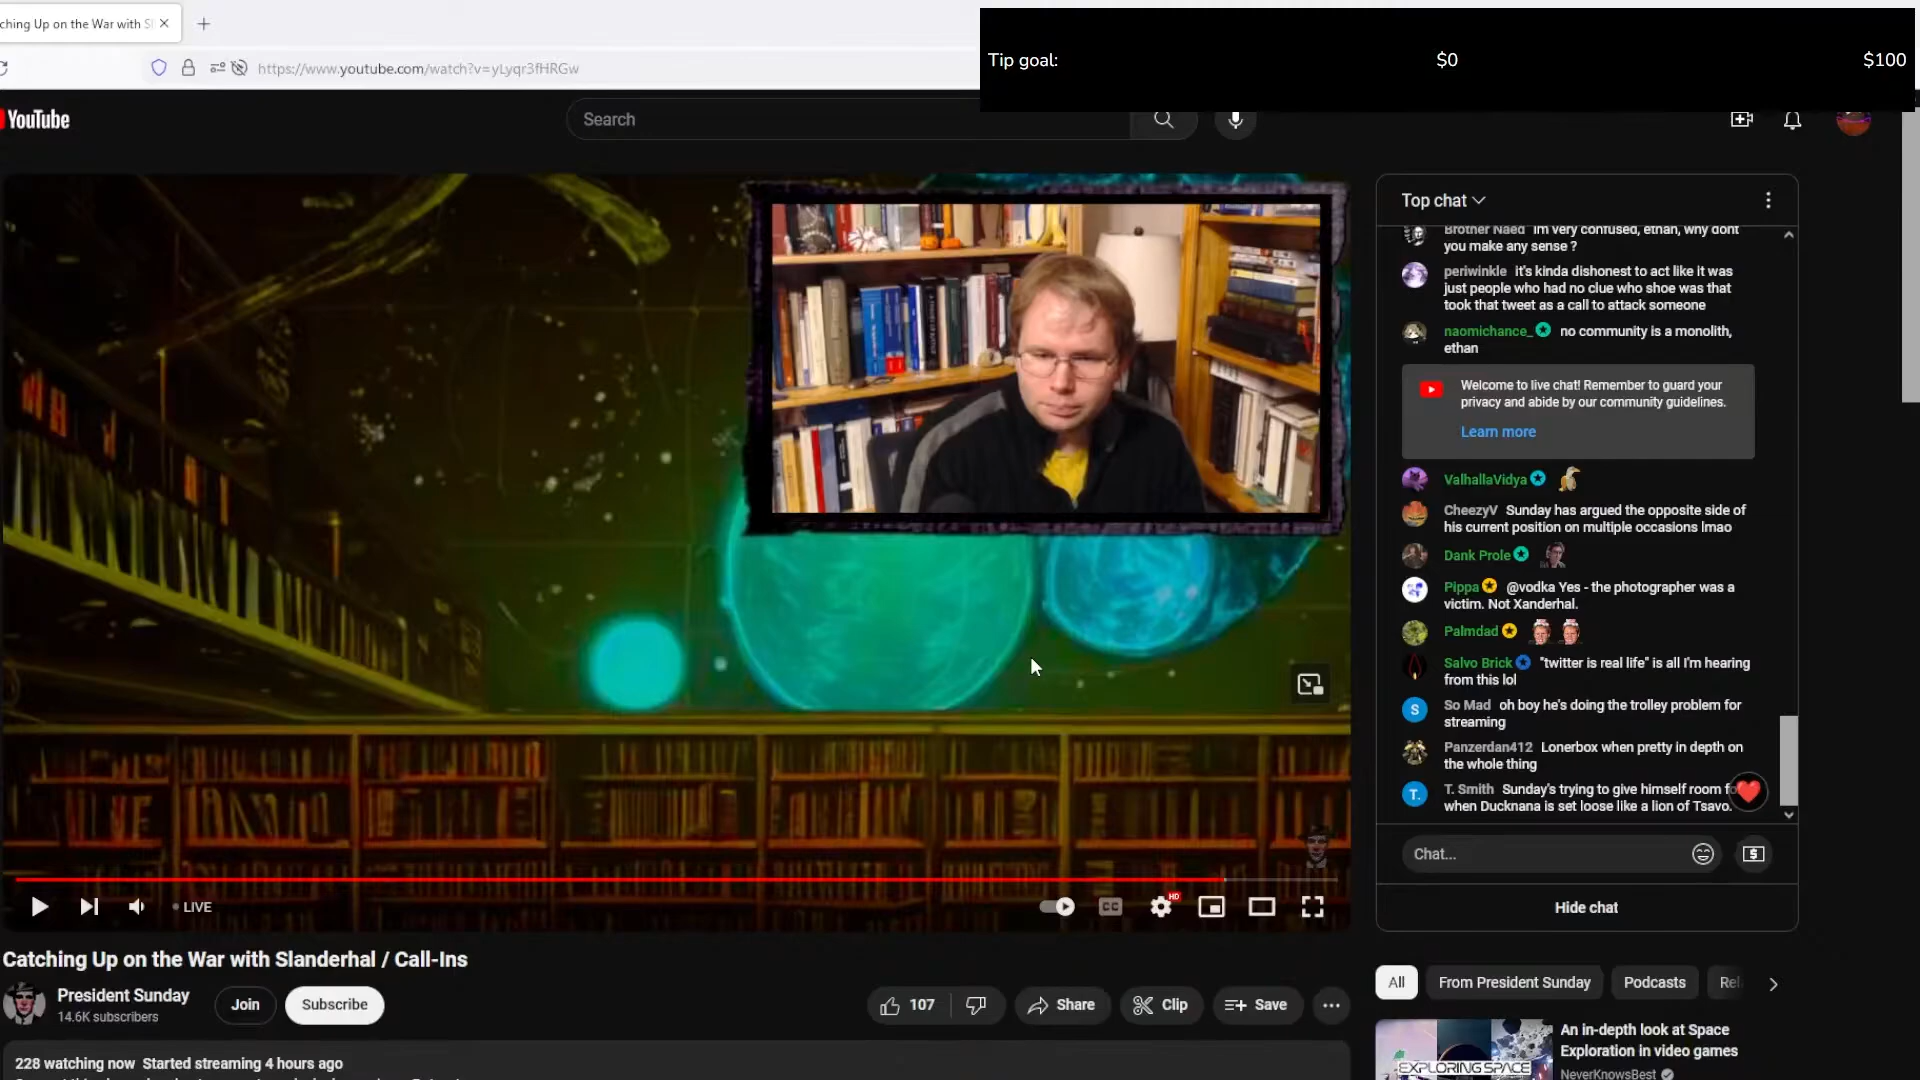 ching Up on the War with S
https://www.youtube.com/watch?v=yLyqr3fHRGw
Tip goal: $0 $100
YouTube
Search
Top chat
Brother Naed im very confused, ethan, why dont
you make any sense ?
periwinkle it's kinda dishonest to act like it was
just people who had no clue who shoe was that
took that tweet as a call to attack someone
naomichance_ no community is a monolith,
ethan
Welcome to live chat! Remember to guard your
privacy and abide by our community guidelines.
Learn more
ValhallaVidya
CheezyV Sunday has argued the opposite side of
his current position on multiple occasions lmao
Dank Prole
Pippa @vodka Yes - the photographer was a
victim. Not Xanderhal.
Palmdad
Salvo Brick "twitter is real life" is all I'm hearing
from this lol
S
So Mad oh boy he's doing the trolley problem for
streaming
Panzerdan412 Lonerbox when pretty in depth on
the whole thing
T.
T. Smith Sunday's trying to give himself room f
when Ducknana is set loose like a lion of Tsavo.
Chat...
Hide chat
LIVE
CC
HD
Catching Up on the War with Slanderhal / Call-Ins
President Sunday
14.6K subscribers
Join
Subscribe
107
Share
Clip
Save
228 watching now Started streaming 4 hours ago
All
From President Sunday
Podcasts
Rel
An in-depth look at Space
Exploration in video games
NeverKnowsBest
EXPLORING SPACE